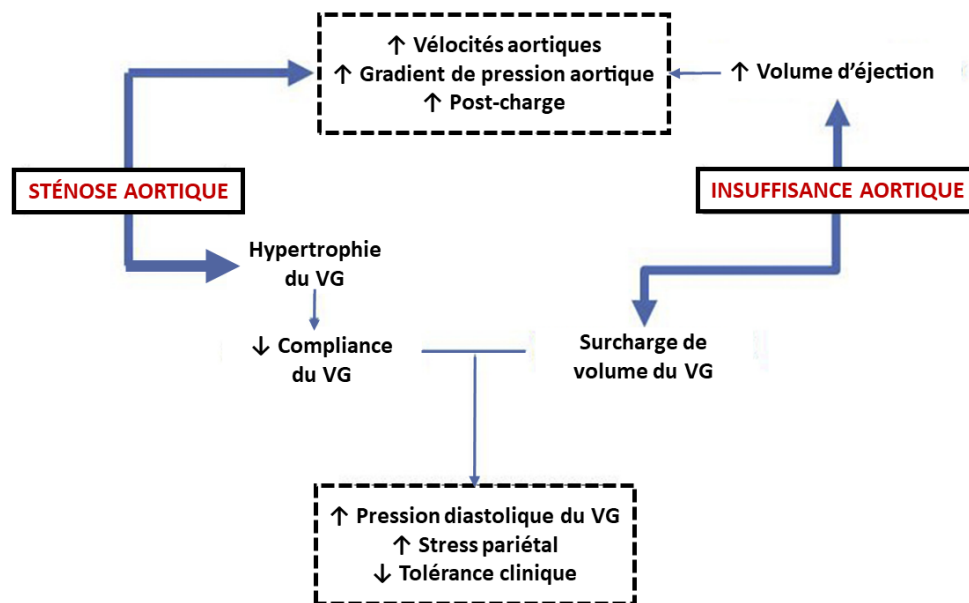 ↑ Vélocités aortiques
↑ Gradient de pression aortique
↑ Post-charge
↑ Volume d'éjection
STÉNOSE AORTIQUE
INSUFFISANCE AORTIQUE
Hypertrophie
du VG
↓ Compliance
du VG
Surcharge de
volume du VG
↑ Pression diastolique du VG
↑ Stress pariétal
↓ Tolérance clinique